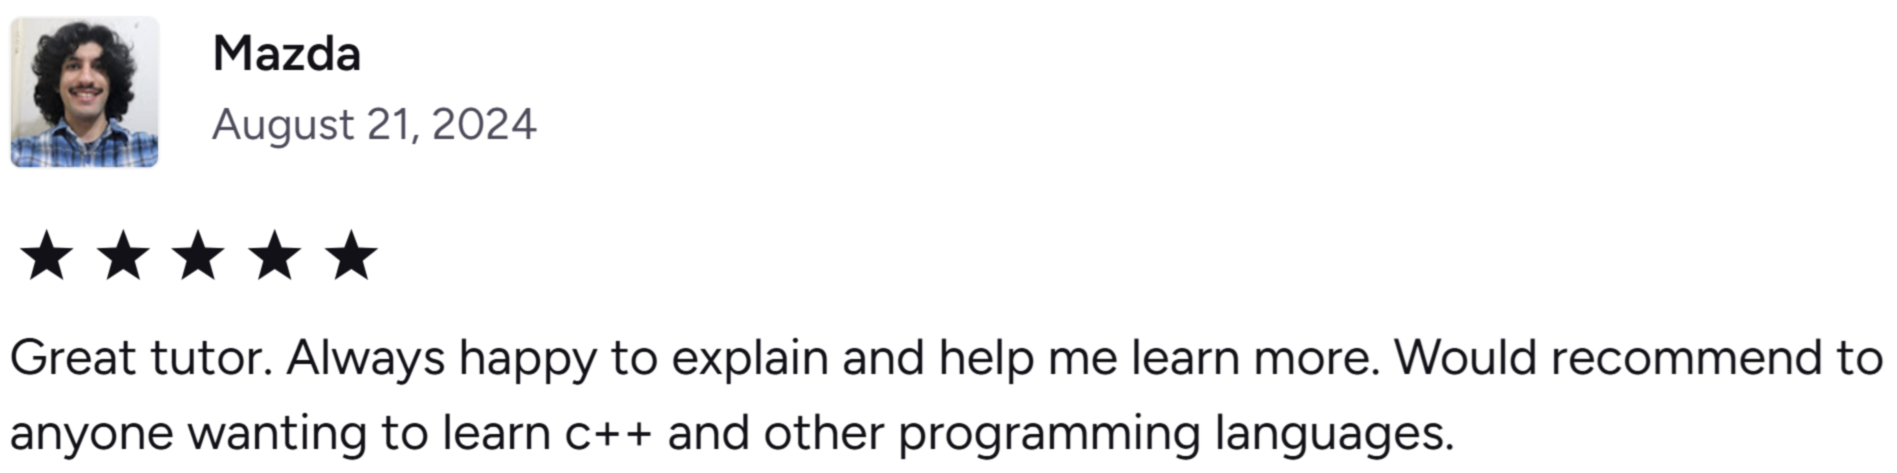 Mazda
August 21, 2024
Great tutor. Always happy to explain and help me learn more. Would recommend to
anyone wanting to learn c++ and other programming languages.